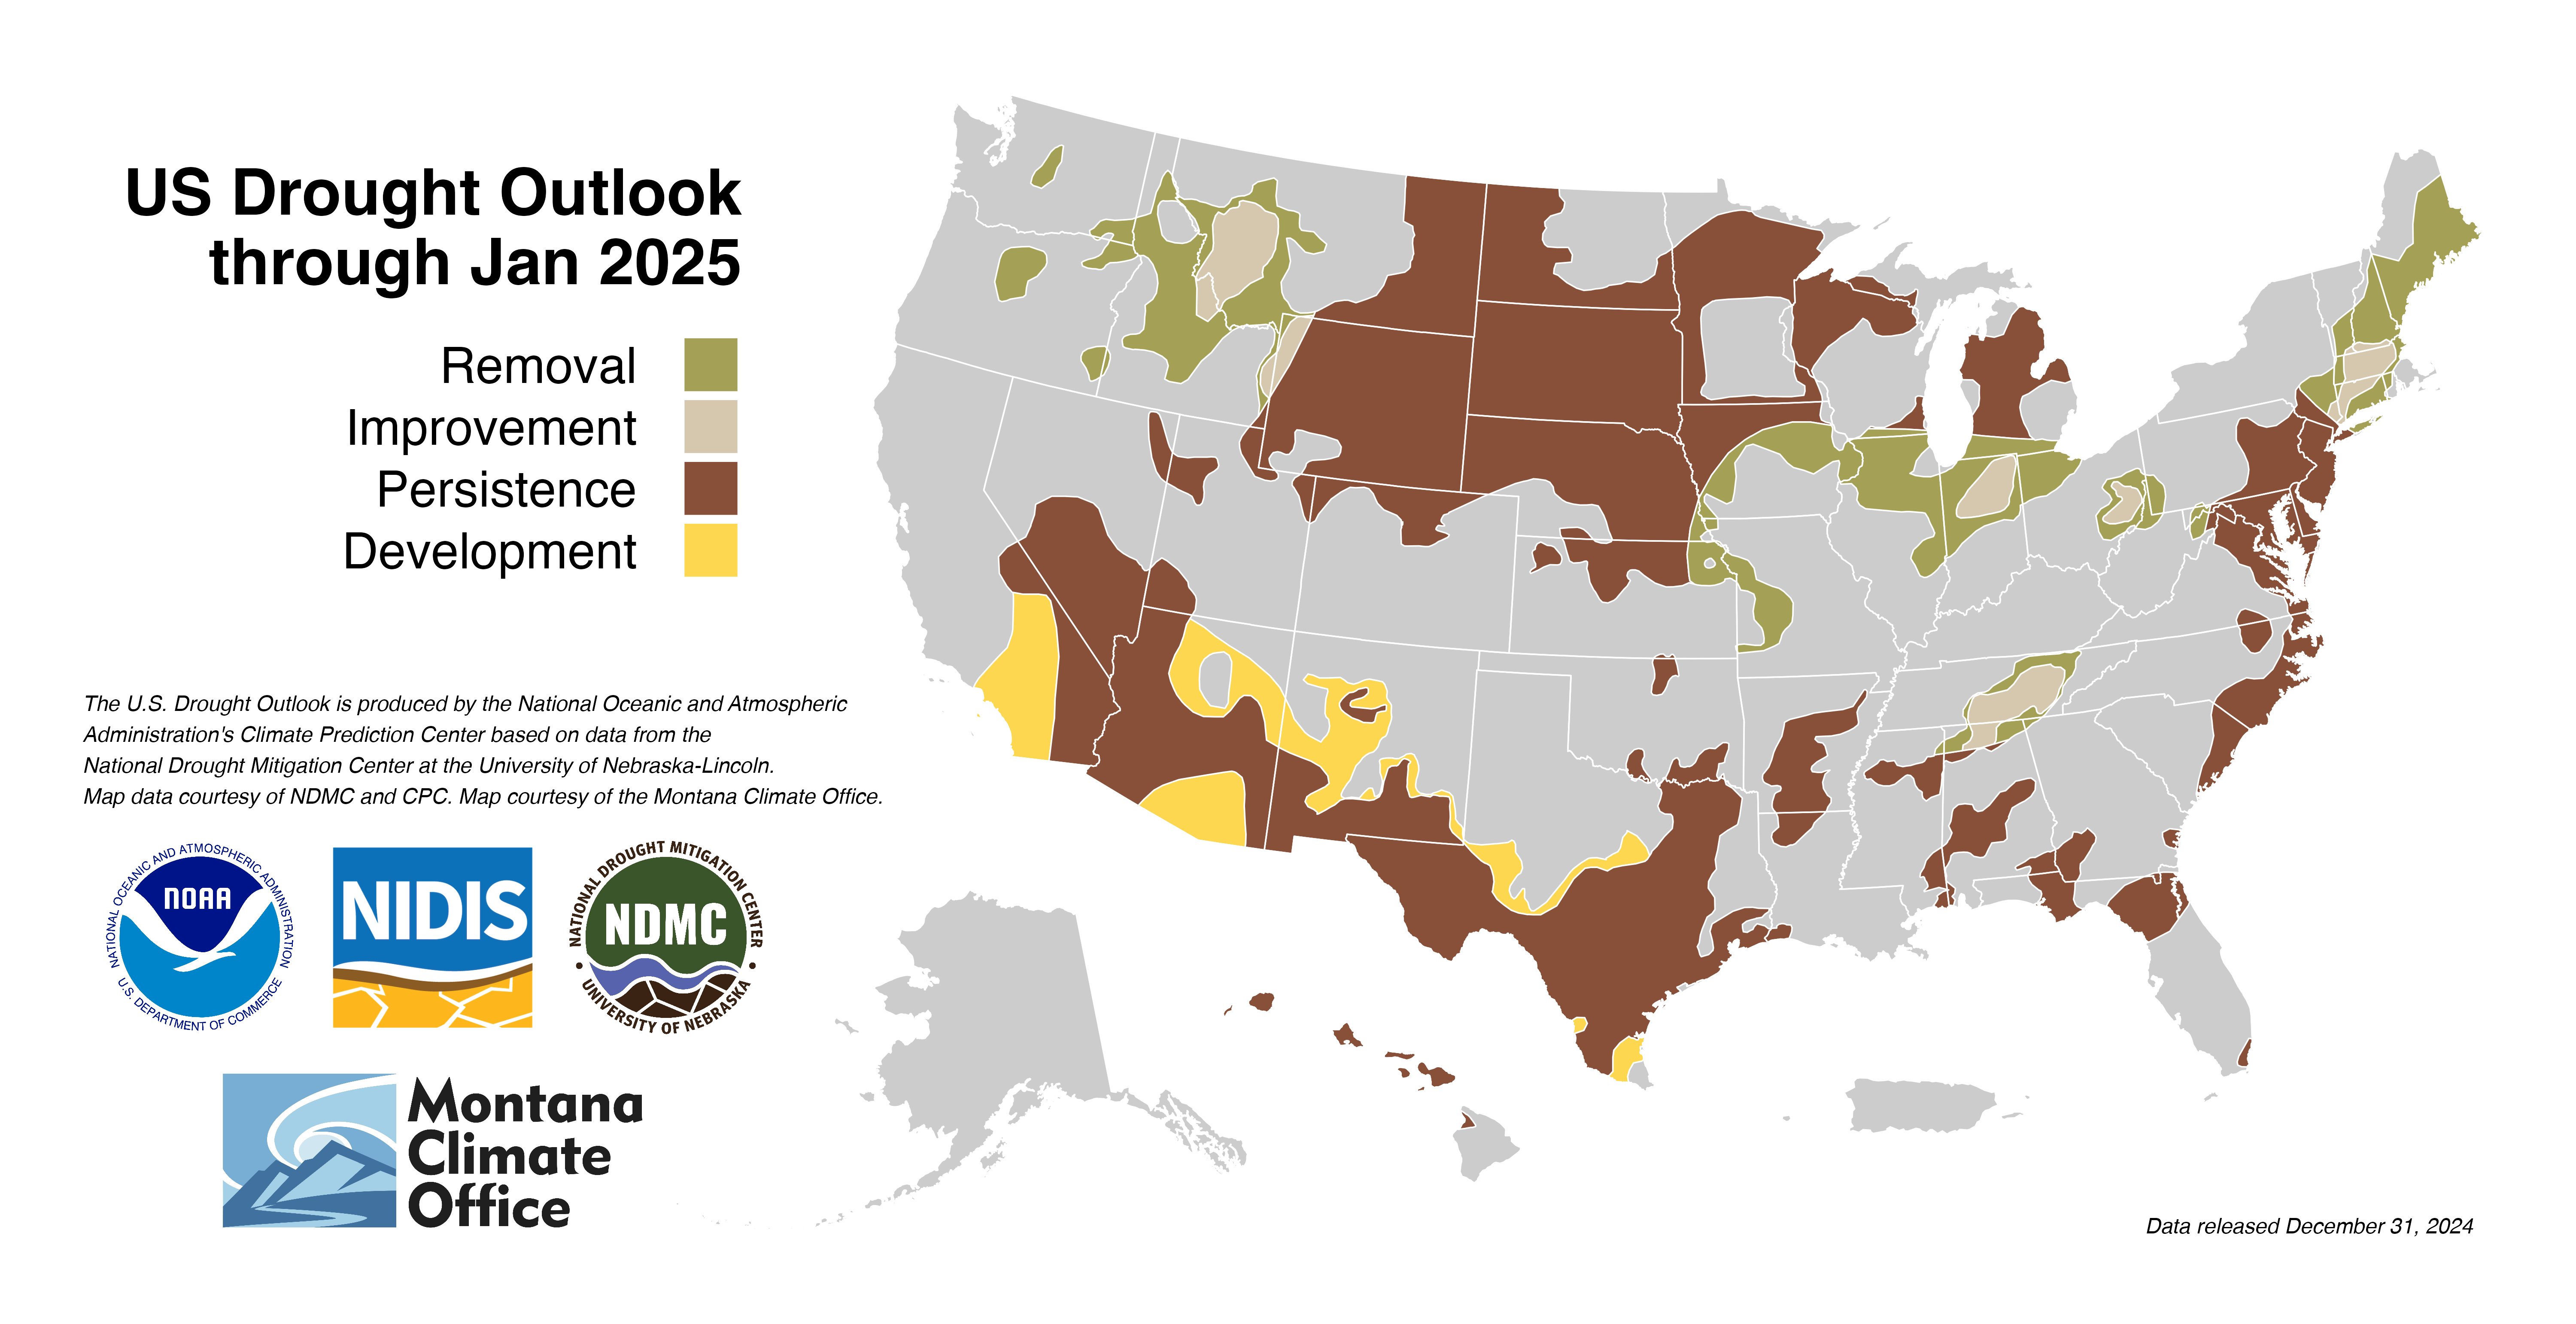 US Drought Outlook
through Jan 2025
Removal
Improvement
Persistence
Development
The U.S. Drought Outlook is produced by the National Oceanic and Atmospheric
Administration's Climate Prediction Center based on data from the
National Drought Mitigation Center at the University of Nebraska-Lincoln.
Map data courtesy of NDMC and CPC. Map courtesy of the Montana Climate Office.
NATIONAL OCEANIC AND ATMOSPHERIC ADMINISTRATION
NOAA
U.S. DEPARTMENT OF COMMERCE
NIDIS
NATIONAL DROUGHT MITIGATION CENTER
NDMC
UNIVERSITY OF NEBRASKA
Montana
Climate
Office
Data released December 31, 2024